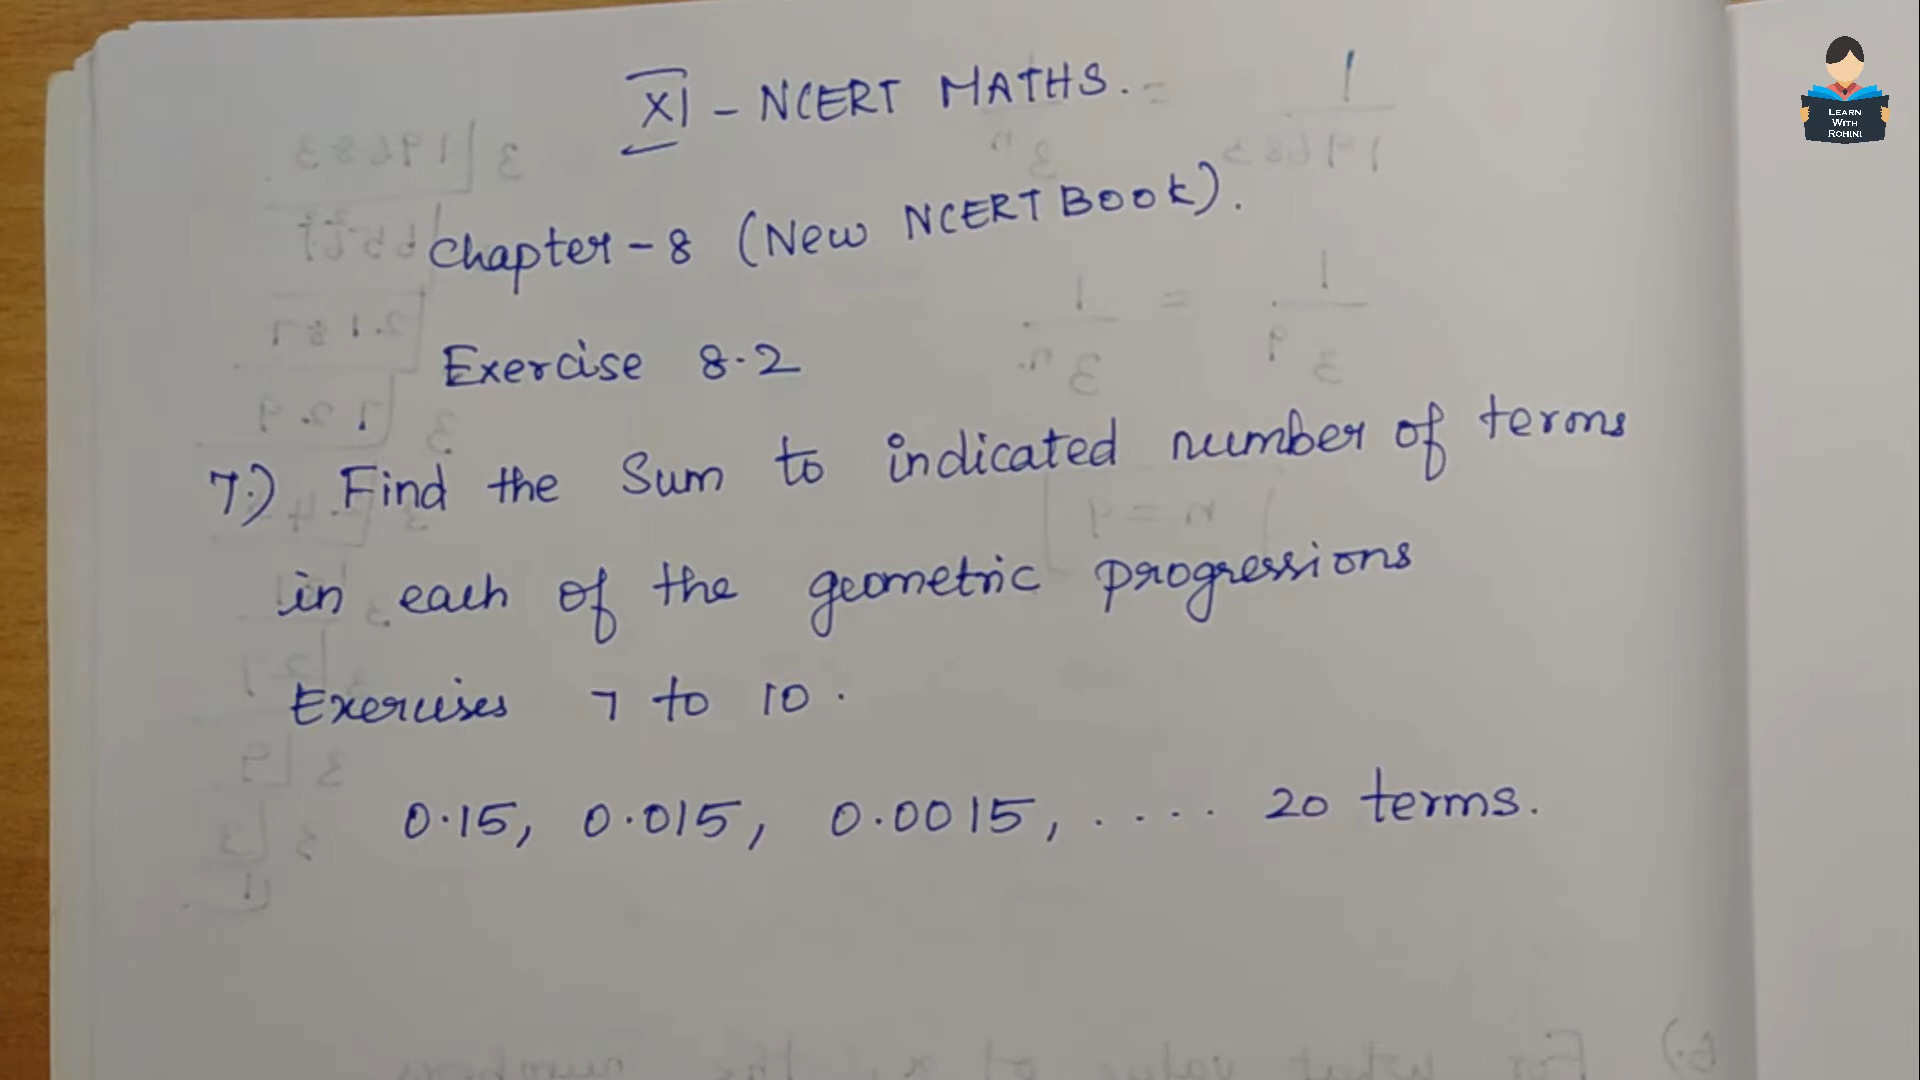 XI - NCERT MATHS.
LEARN
WITH
ROHINI
Chapter - 8 (New NCERT Book).
Exercise 8.2
7.) Find the Sum to indicated number of terms
in each of the geometric progressions
Exercises 7 to 10.
0.15, 0.015, 0.0015, .... 20 terms.